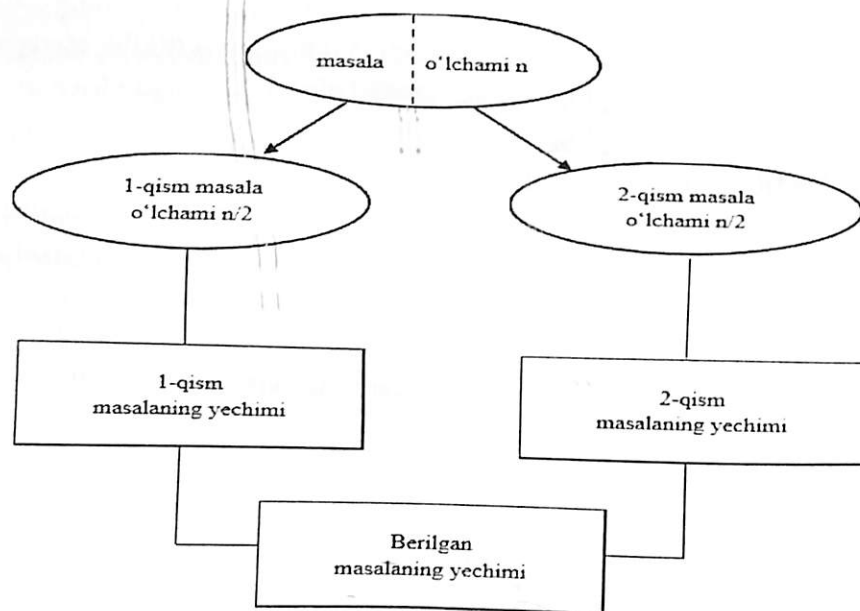 masala o‘lchami n
1-qism masala
o‘lchami n/2
2-qism masala
o‘lchami n/2
1-qism
masalaning yechimi
2-qism
masalaning yechimi
Berilgan
masalaning yechimi